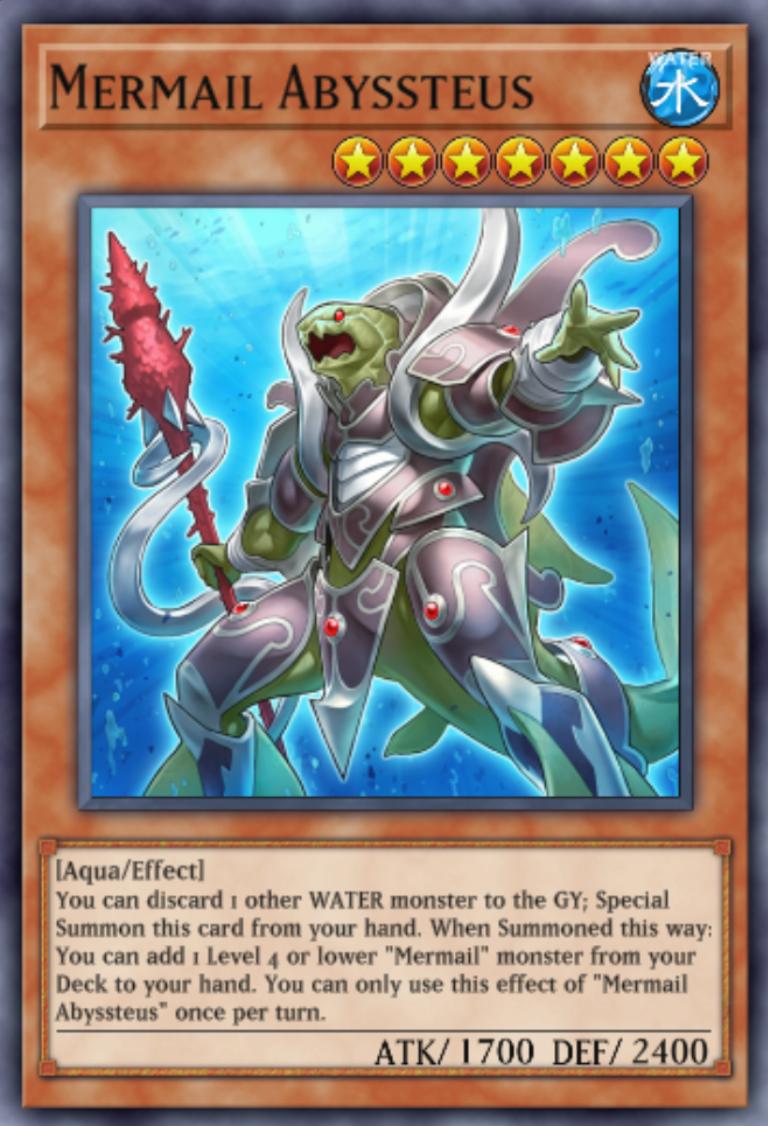 Mermail Abyssteus
WATER
水
[Aqua/Effect]
You can discard 1 other WATER monster to the GY; Special
Summon this card from your hand. When Summoned this way:
You can add 1 Level 4 or lower "Mermail" monster from your
Deck to your hand. You can only use this effect of "Mermail
Abyssteus" once per turn.
ATK/ 1700 DEF/ 2400